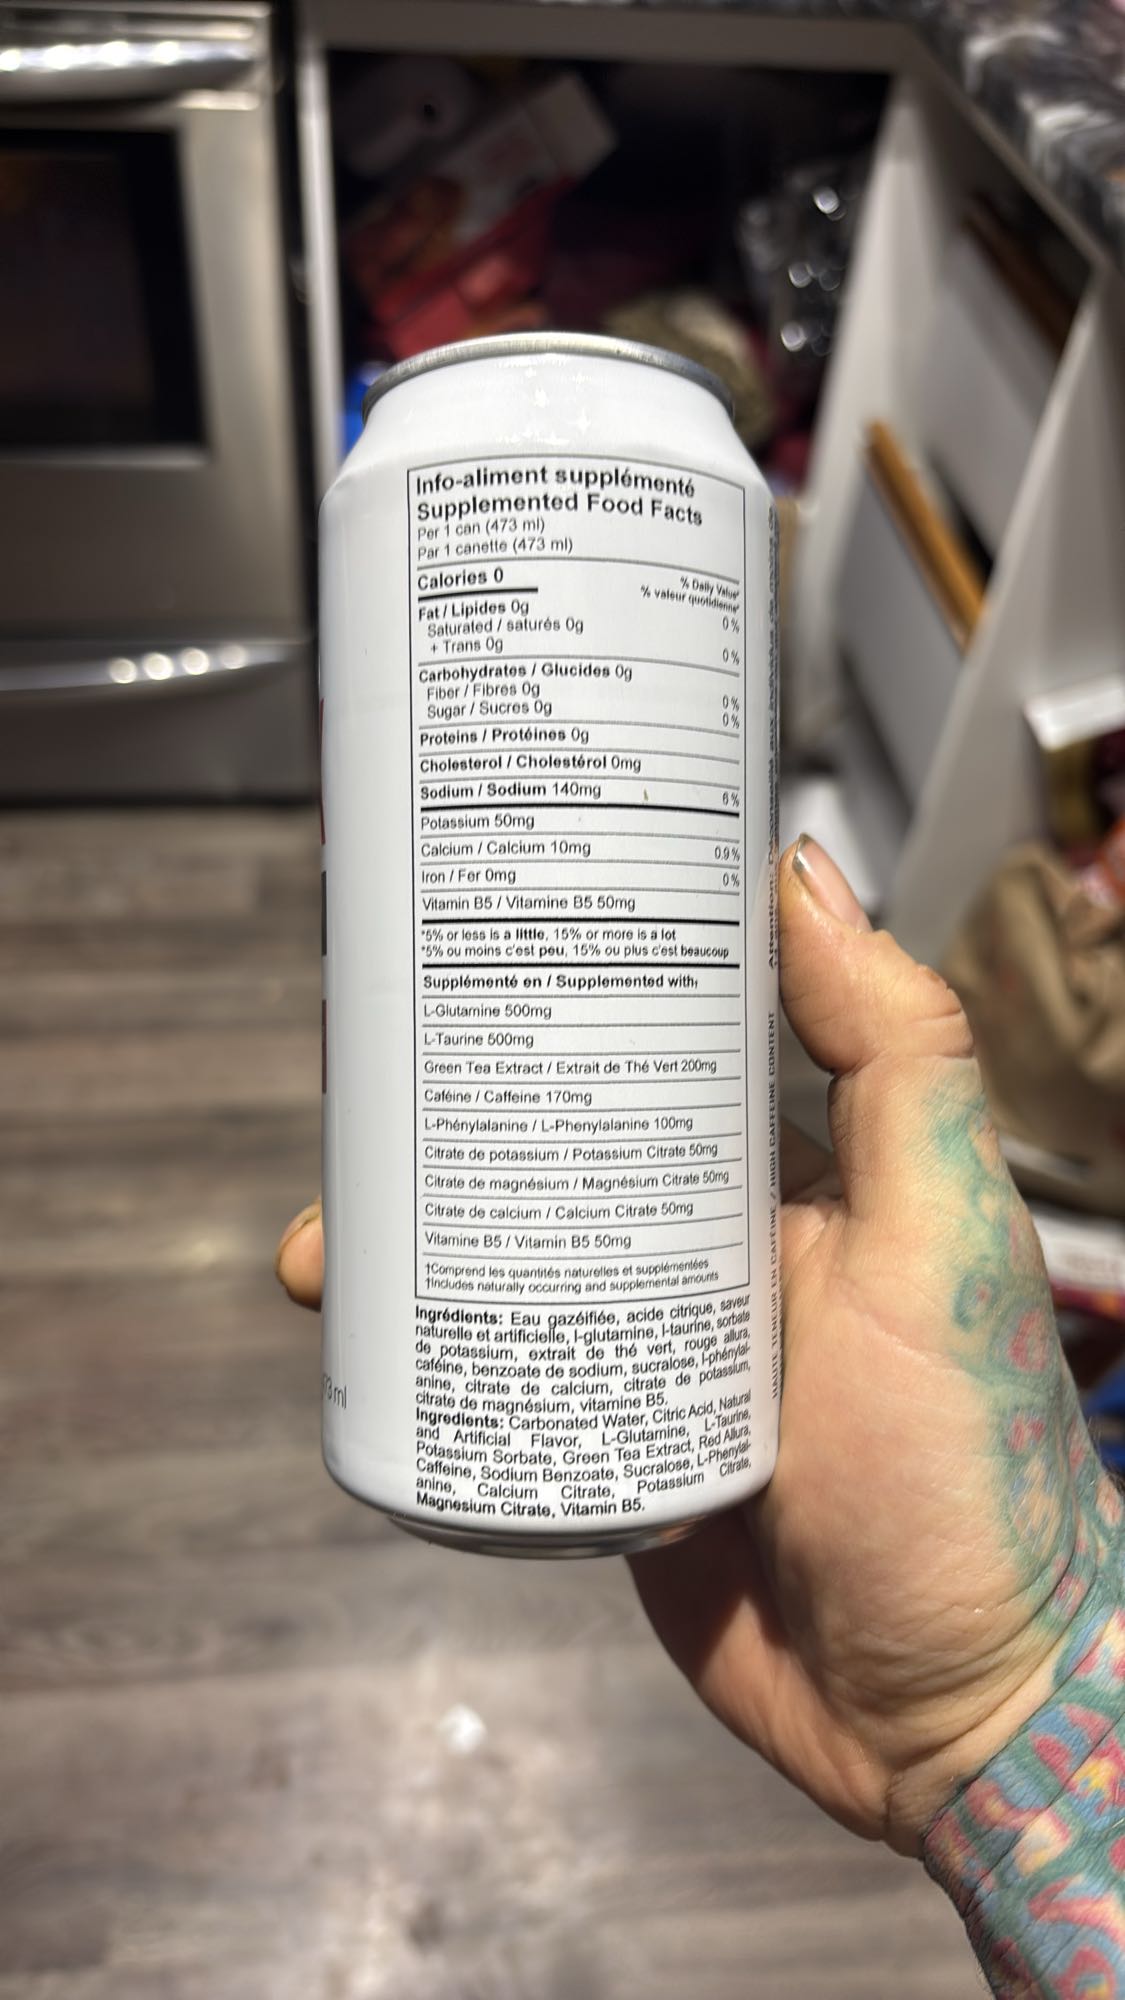 Info-aliment supplémenté
Supplemented Food Facts
Per 1 can (473 ml)
Par 1 canette (473 ml)
Calories 0
% Daily Value*
% valeur quotidienne*
Fat / Lipides 0g 0%
Saturated / saturés 0g
+ Trans 0g 0%
Carbohydrates / Glucides 0g
Fiber / Fibres 0g 0%
Sugar / Sucres 0g 0%
Proteins / Protéines 0g
Cholesterol / Cholestérol 0mg
Sodium / Sodium 140mg 6%
Potassium 50mg
Calcium / Calcium 10mg 0.9%
Iron / Fer 0mg 0%
Vitamin B5 / Vitamine B5 50mg
*5% or less is a little, 15% or more is a lot
*5% ou moins c'est peu, 15% ou plus c'est beaucoup
Supplémenté en / Supplemented with†
L-Glutamine 500mg
L-Taurine 500mg
Green Tea Extract / Extrait de Thé Vert 200mg
Caféine / Caffeine 170mg
L-Phénylalanine / L-Phenylalanine 100mg
Citrate de potassium / Potassium Citrate 50mg
Citrate de magnésium / Magnésium Citrate 50mg
Citrate de calcium / Calcium Citrate 50mg
Vitamine B5 / Vitamin B5 50mg
†Comprend les quantités naturelles et supplémentées
†Includes naturally occurring and supplemental amounts
Ingrédients: Eau gazéifiée, acide citrique, saveur
naturelle et artificielle, l-glutamine, l-taurine, sorbate
de potassium, extrait de thé vert, rouge allura,
caféine, benzoate de sodium, sucralose, l-phénylal-
anine, citrate de calcium, citrate de potassium,
citrate de magnésium, vitamine B5.
Ingredients: Carbonated Water, Citric Acid, Natural
and Artificial Flavor, L-Glutamine, L-Taurine,
Potassium Sorbate, Green Tea Extract, Red Allura,
Caffeine, Sodium Benzoate, Sucralose, L-Phenylal-
anine, Calcium Citrate, Potassium Citrate,
Magnesium Citrate, Vitamin B5.
HAUTE TENEUR EN CAFÉINE / HIGH CAFFEINE CONTENT
Attention: Déconseillé aux individus de moins de
ml